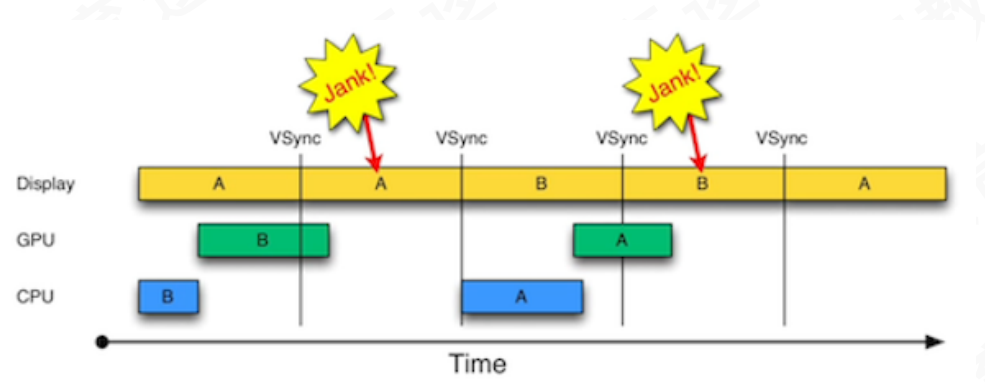 Jank!
Jank!
VSync
VSync
VSync
VSync
Display
A
A
B
B
A
GPU
B
A
CPU
B
A
Time